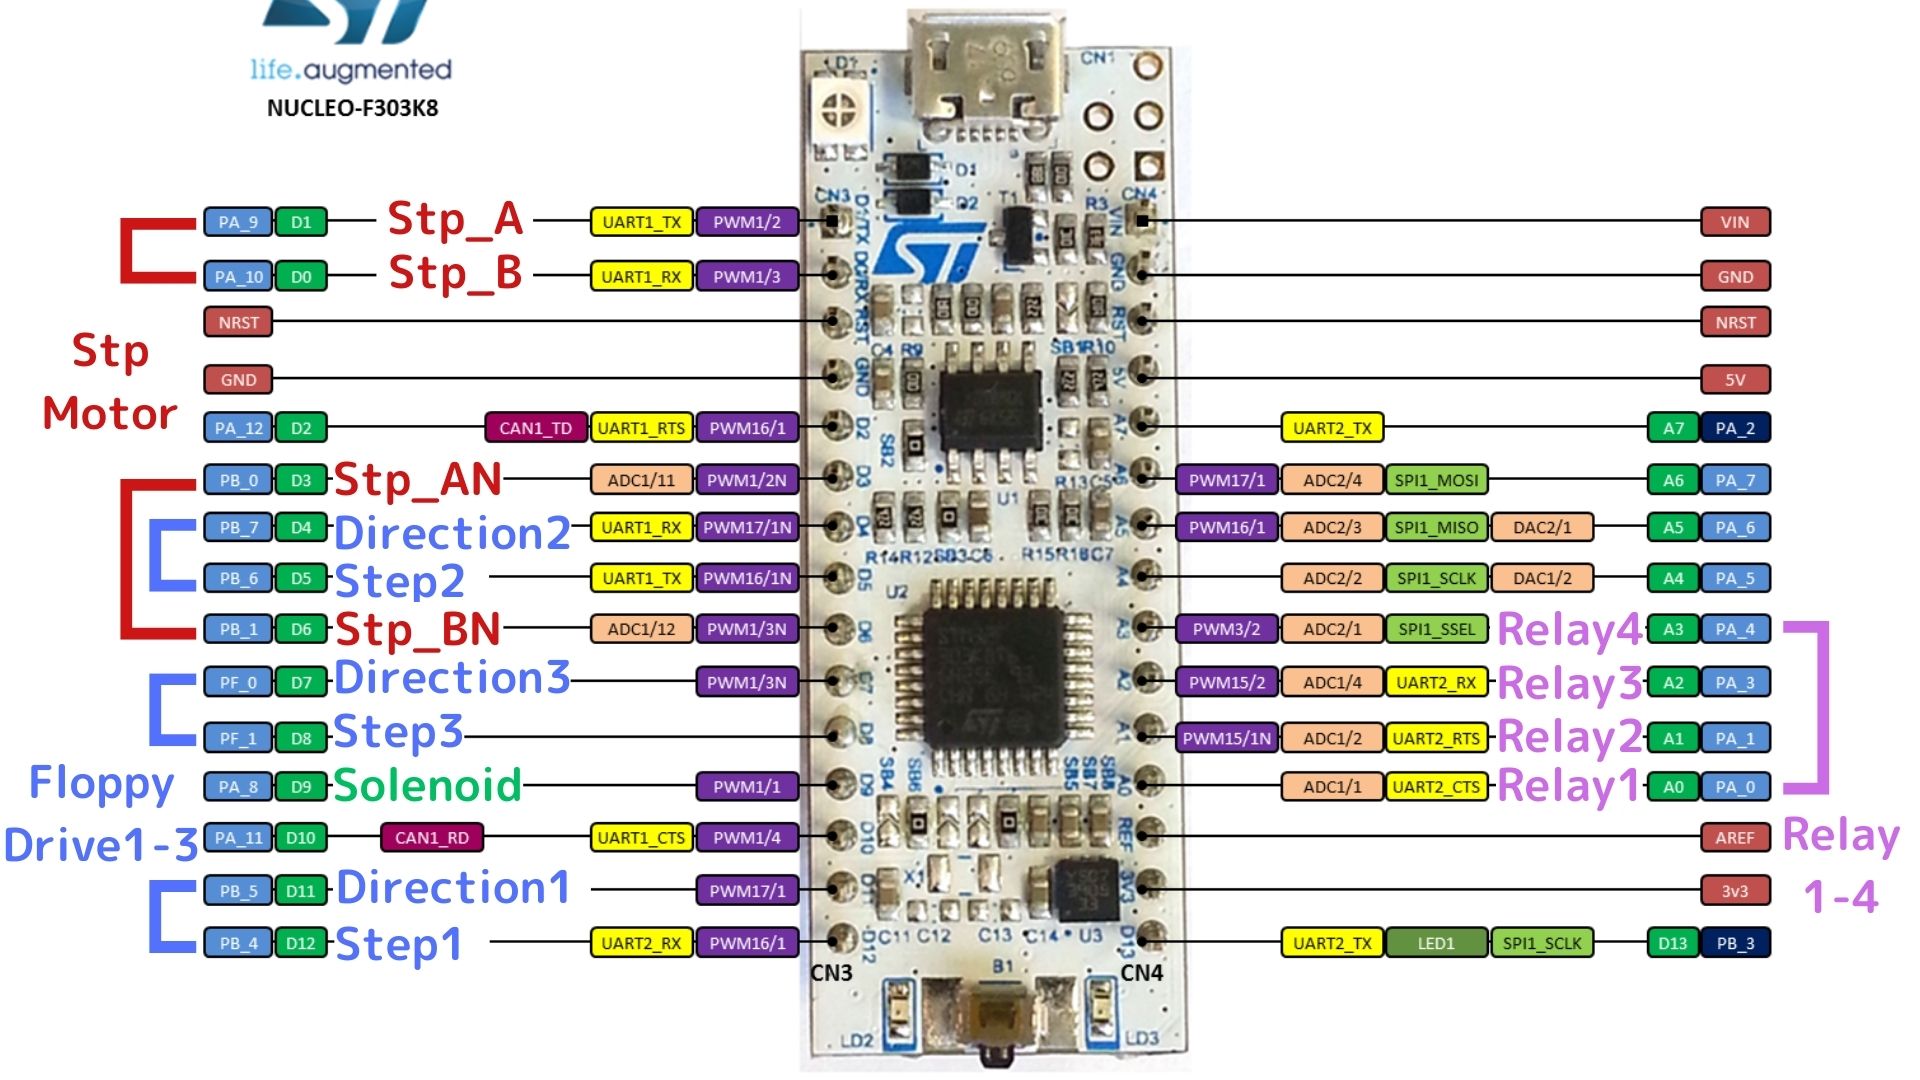 life.augmented
NUCLEO-F303K8
PA_9 D1 Stp_A UART1_TX PWM1/2
PA_10 D0 Stp_B UART1_RX PWM1/3
NRST
Stp
Motor
GND
PA_12 D2 CAN1_TD UART1_RTS PWM16/1
PB_0 D3 Stp_AN ADC1/11 PWM1/2N
PB_7 D4 Direction2 UART1_RX PWM17/1N
PB_6 D5 Step2 UART1_TX PWM16/1N
PB_1 D6 Stp_BN ADC1/12 PWM1/3N
PF_0 D7 Direction3 PWM1/3N
PF_1 D8 Step3
Floppy
Drive1-3
PA_8 D9 Solenoid PWM1/1
PA_11 D10 CAN1_RD UART1_CTS PWM1/4
PB_5 D11 Direction1 PWM17/1
PB_4 D12 Step1 UART2_RX PWM16/1
CN1
D1
D2
T1
R3
CN3
CN4
D1/TX
RST
GND
D2
D3
D4
D5
D6
D8
D9
D10
D11
D12
VIN
GND
RST
5V
A7
A6
A5
A4
A3
A2
A1
A0
REF
3V3
D13
C4 R9
SB1 R10
SB2
U1
R13 C5
R14 R12 SB3 C6
R15 R16 C7
U2
SB4
SB6
SB5
SB7
SB8
X1
C11 C12 C13 C14 U3
CN3
CN4
B1
LD2
LD3
VIN
GND
NRST
5V
UART2_TX A7 PA_2
PWM17/1 ADC2/4 SPI1_MOSI A6 PA_7
PWM16/1 ADC2/3 SPI1_MISO DAC2/1 A5 PA_6
ADC2/2 SPI1_SCLK DAC1/2 A4 PA_5
PWM3/2 ADC2/1 SPI1_SSEL Relay4 A3 PA_4
PWM15/2 ADC1/4 UART2_RX Relay3 A2 PA_3
PWM15/1N ADC1/2 UART2_RTS Relay2 A1 PA_1
ADC1/1 UART2_CTS Relay1 A0 PA_0
AREF
Relay
1-4
3v3
UART2_TX LED1 SPI1_SCLK D13 PB_3